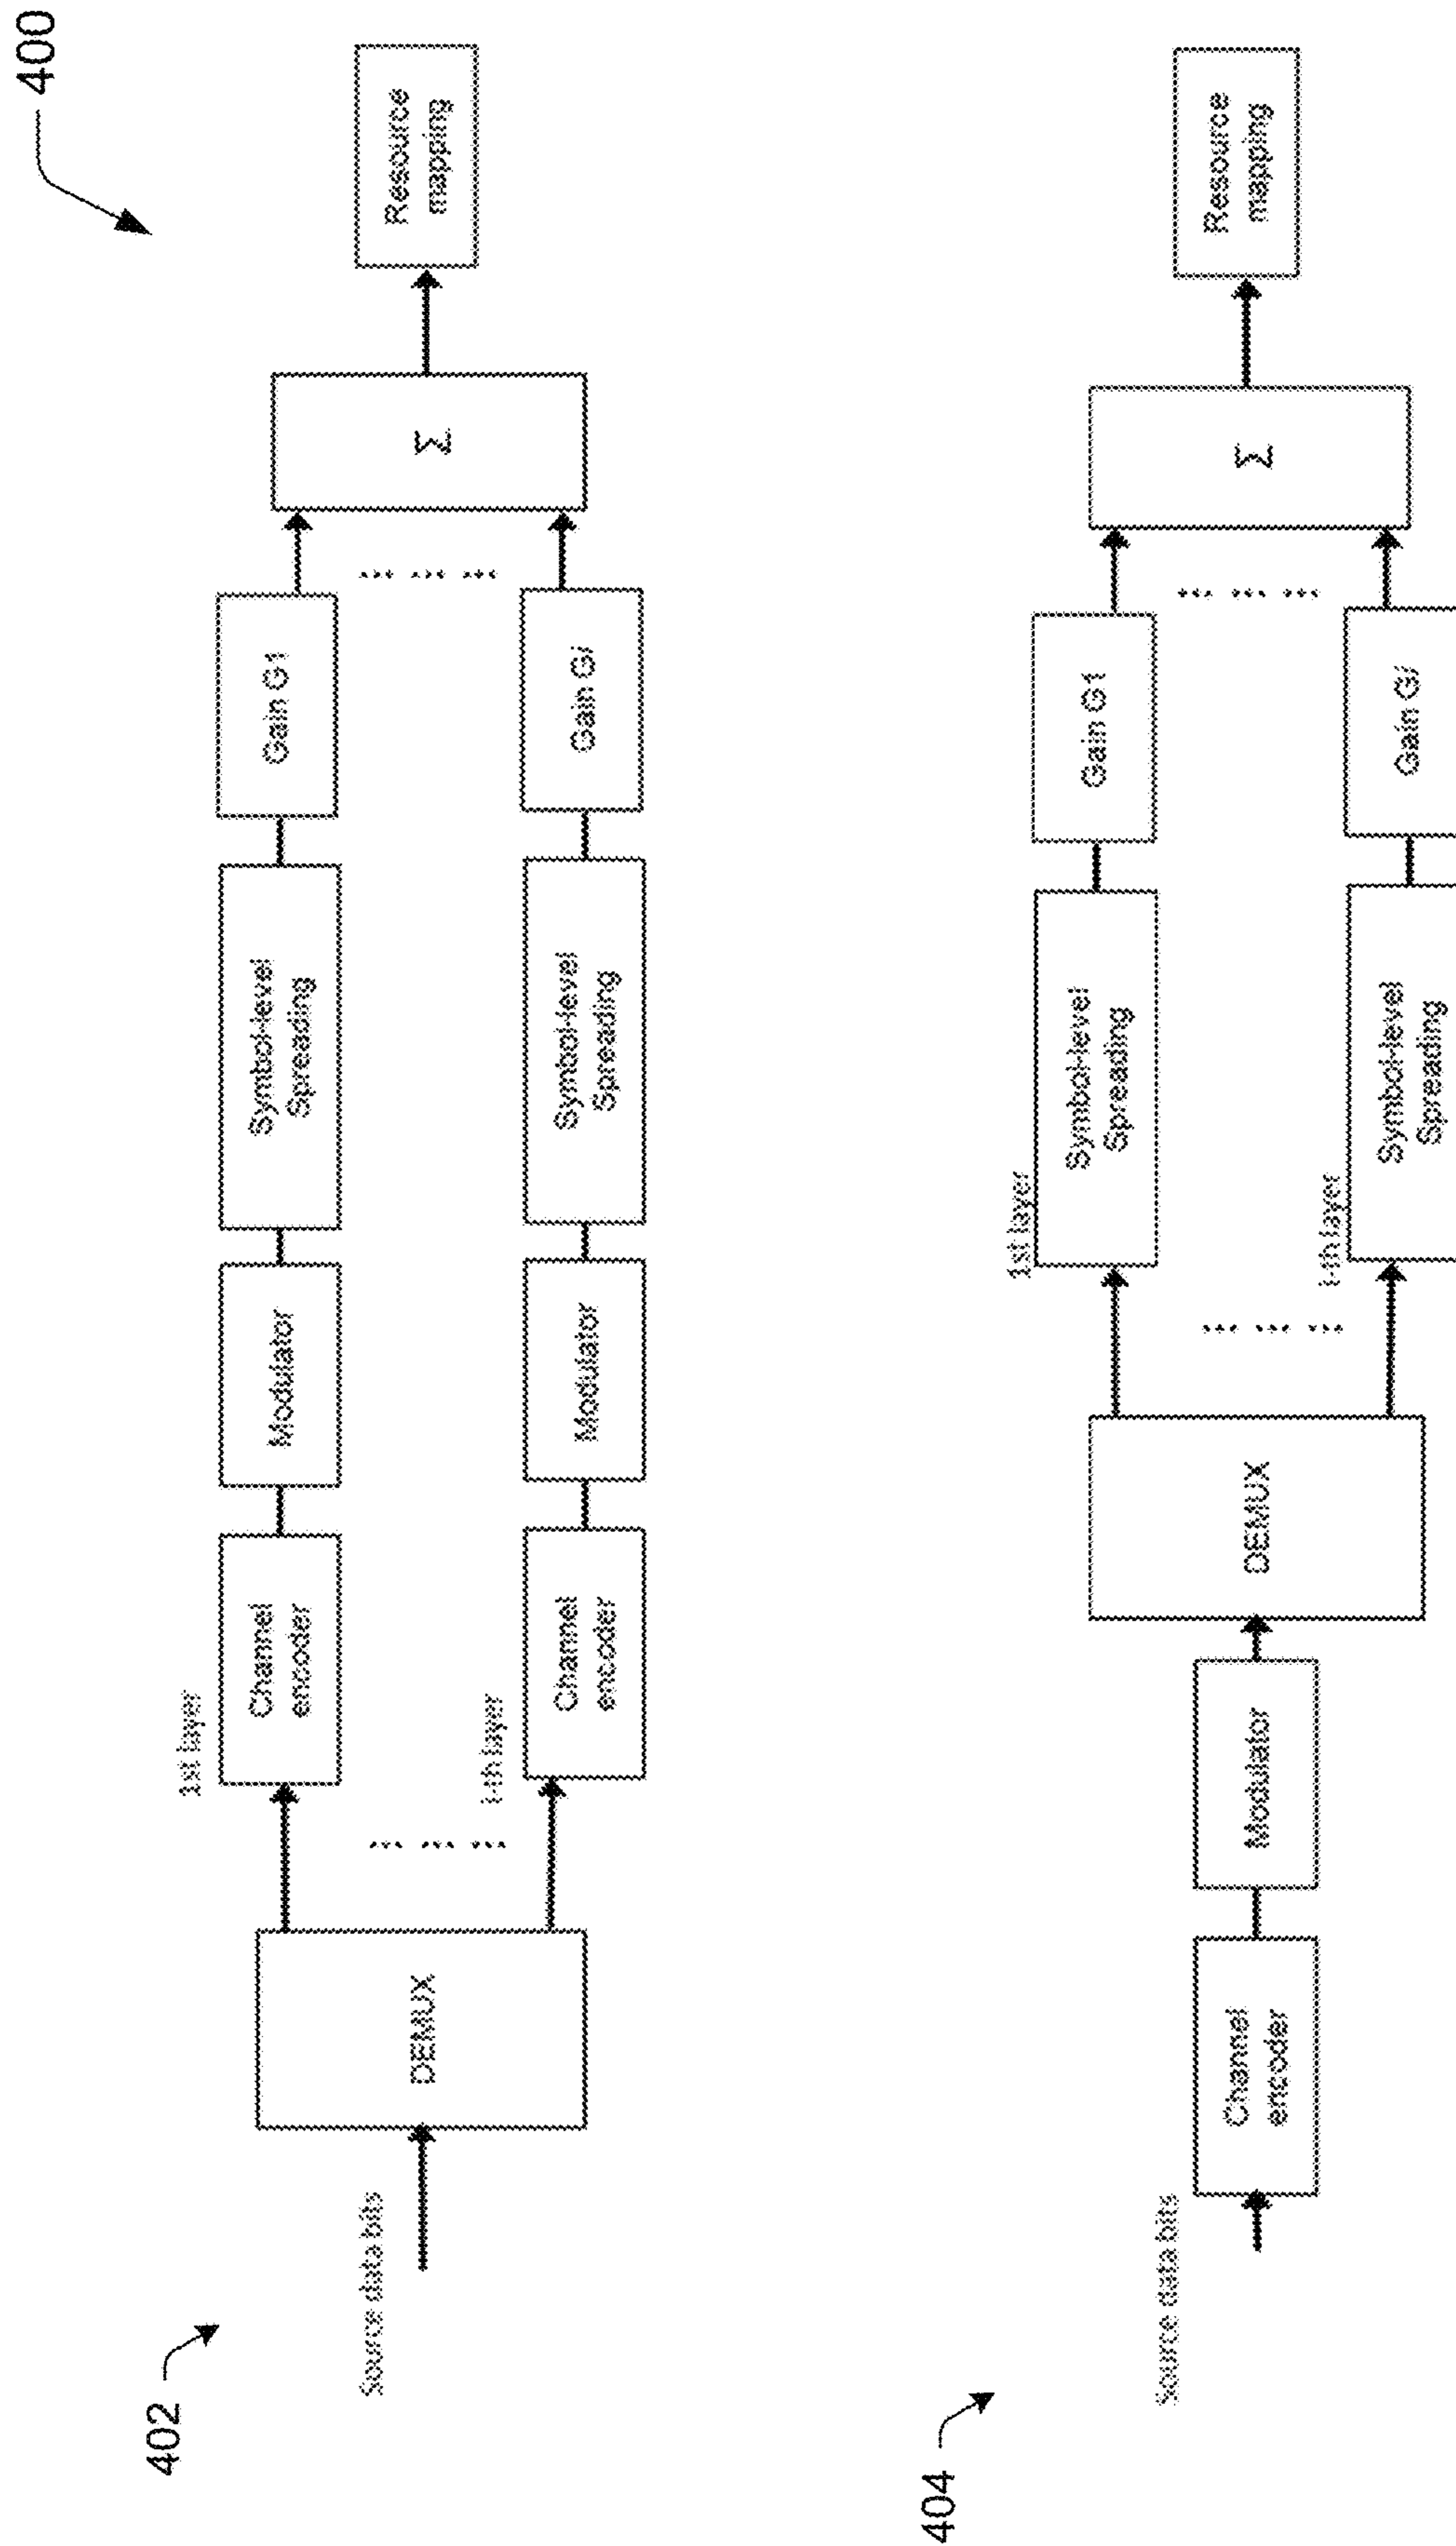 400
402
Source data bits
DEMUX
1st layer
Channel
encoder
Modulator
Symbol-level
Spreading
Gain G1
i-th layer
Channel
encoder
Modulator
Symbol-level
Spreading
Gain Gi
Σ
Resource
mapping
404
Source data bits
Channel
encoder
Modulator
DEMUX
1st layer
Symbol-level
Spreading
Gain G1
i-th layer
Symbol-level
Spreading
Gain Gi
Σ
Resource
mapping